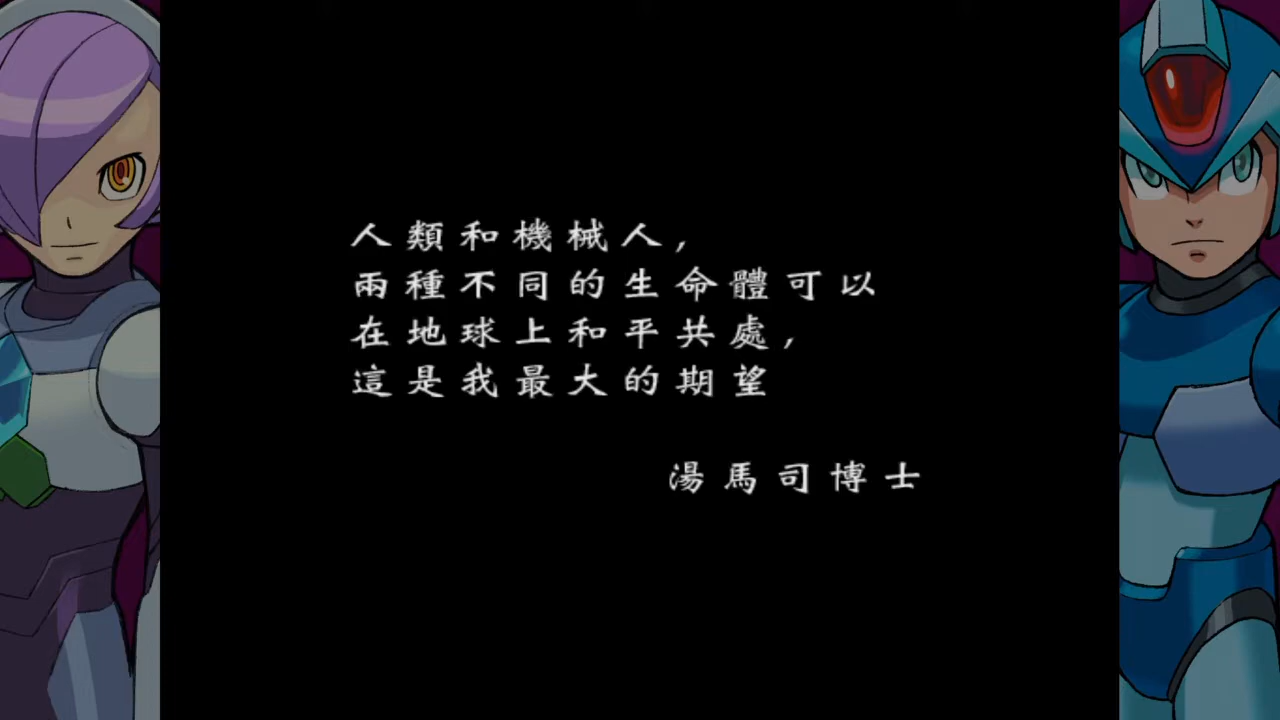 人類和機械人,
兩種不同的生命體可以
在地球上和平共處,
這是我最大的期望
湯馬司博士